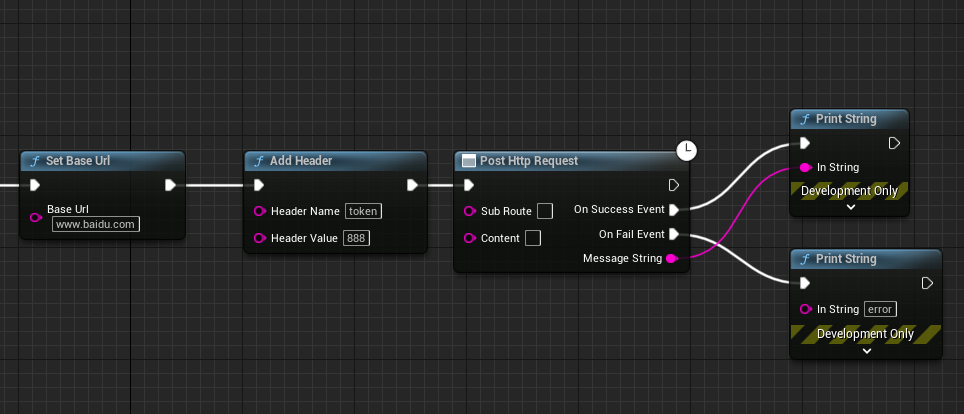 Set Base Url
Base Url
www.baidu.com
Add Header
Header Name token
Header Value 888
Post Http Request
Sub Route
On Success Event
Content
On Fail Event
Message String
Print String
In String
Development Only
Print String
In String error
Development Only